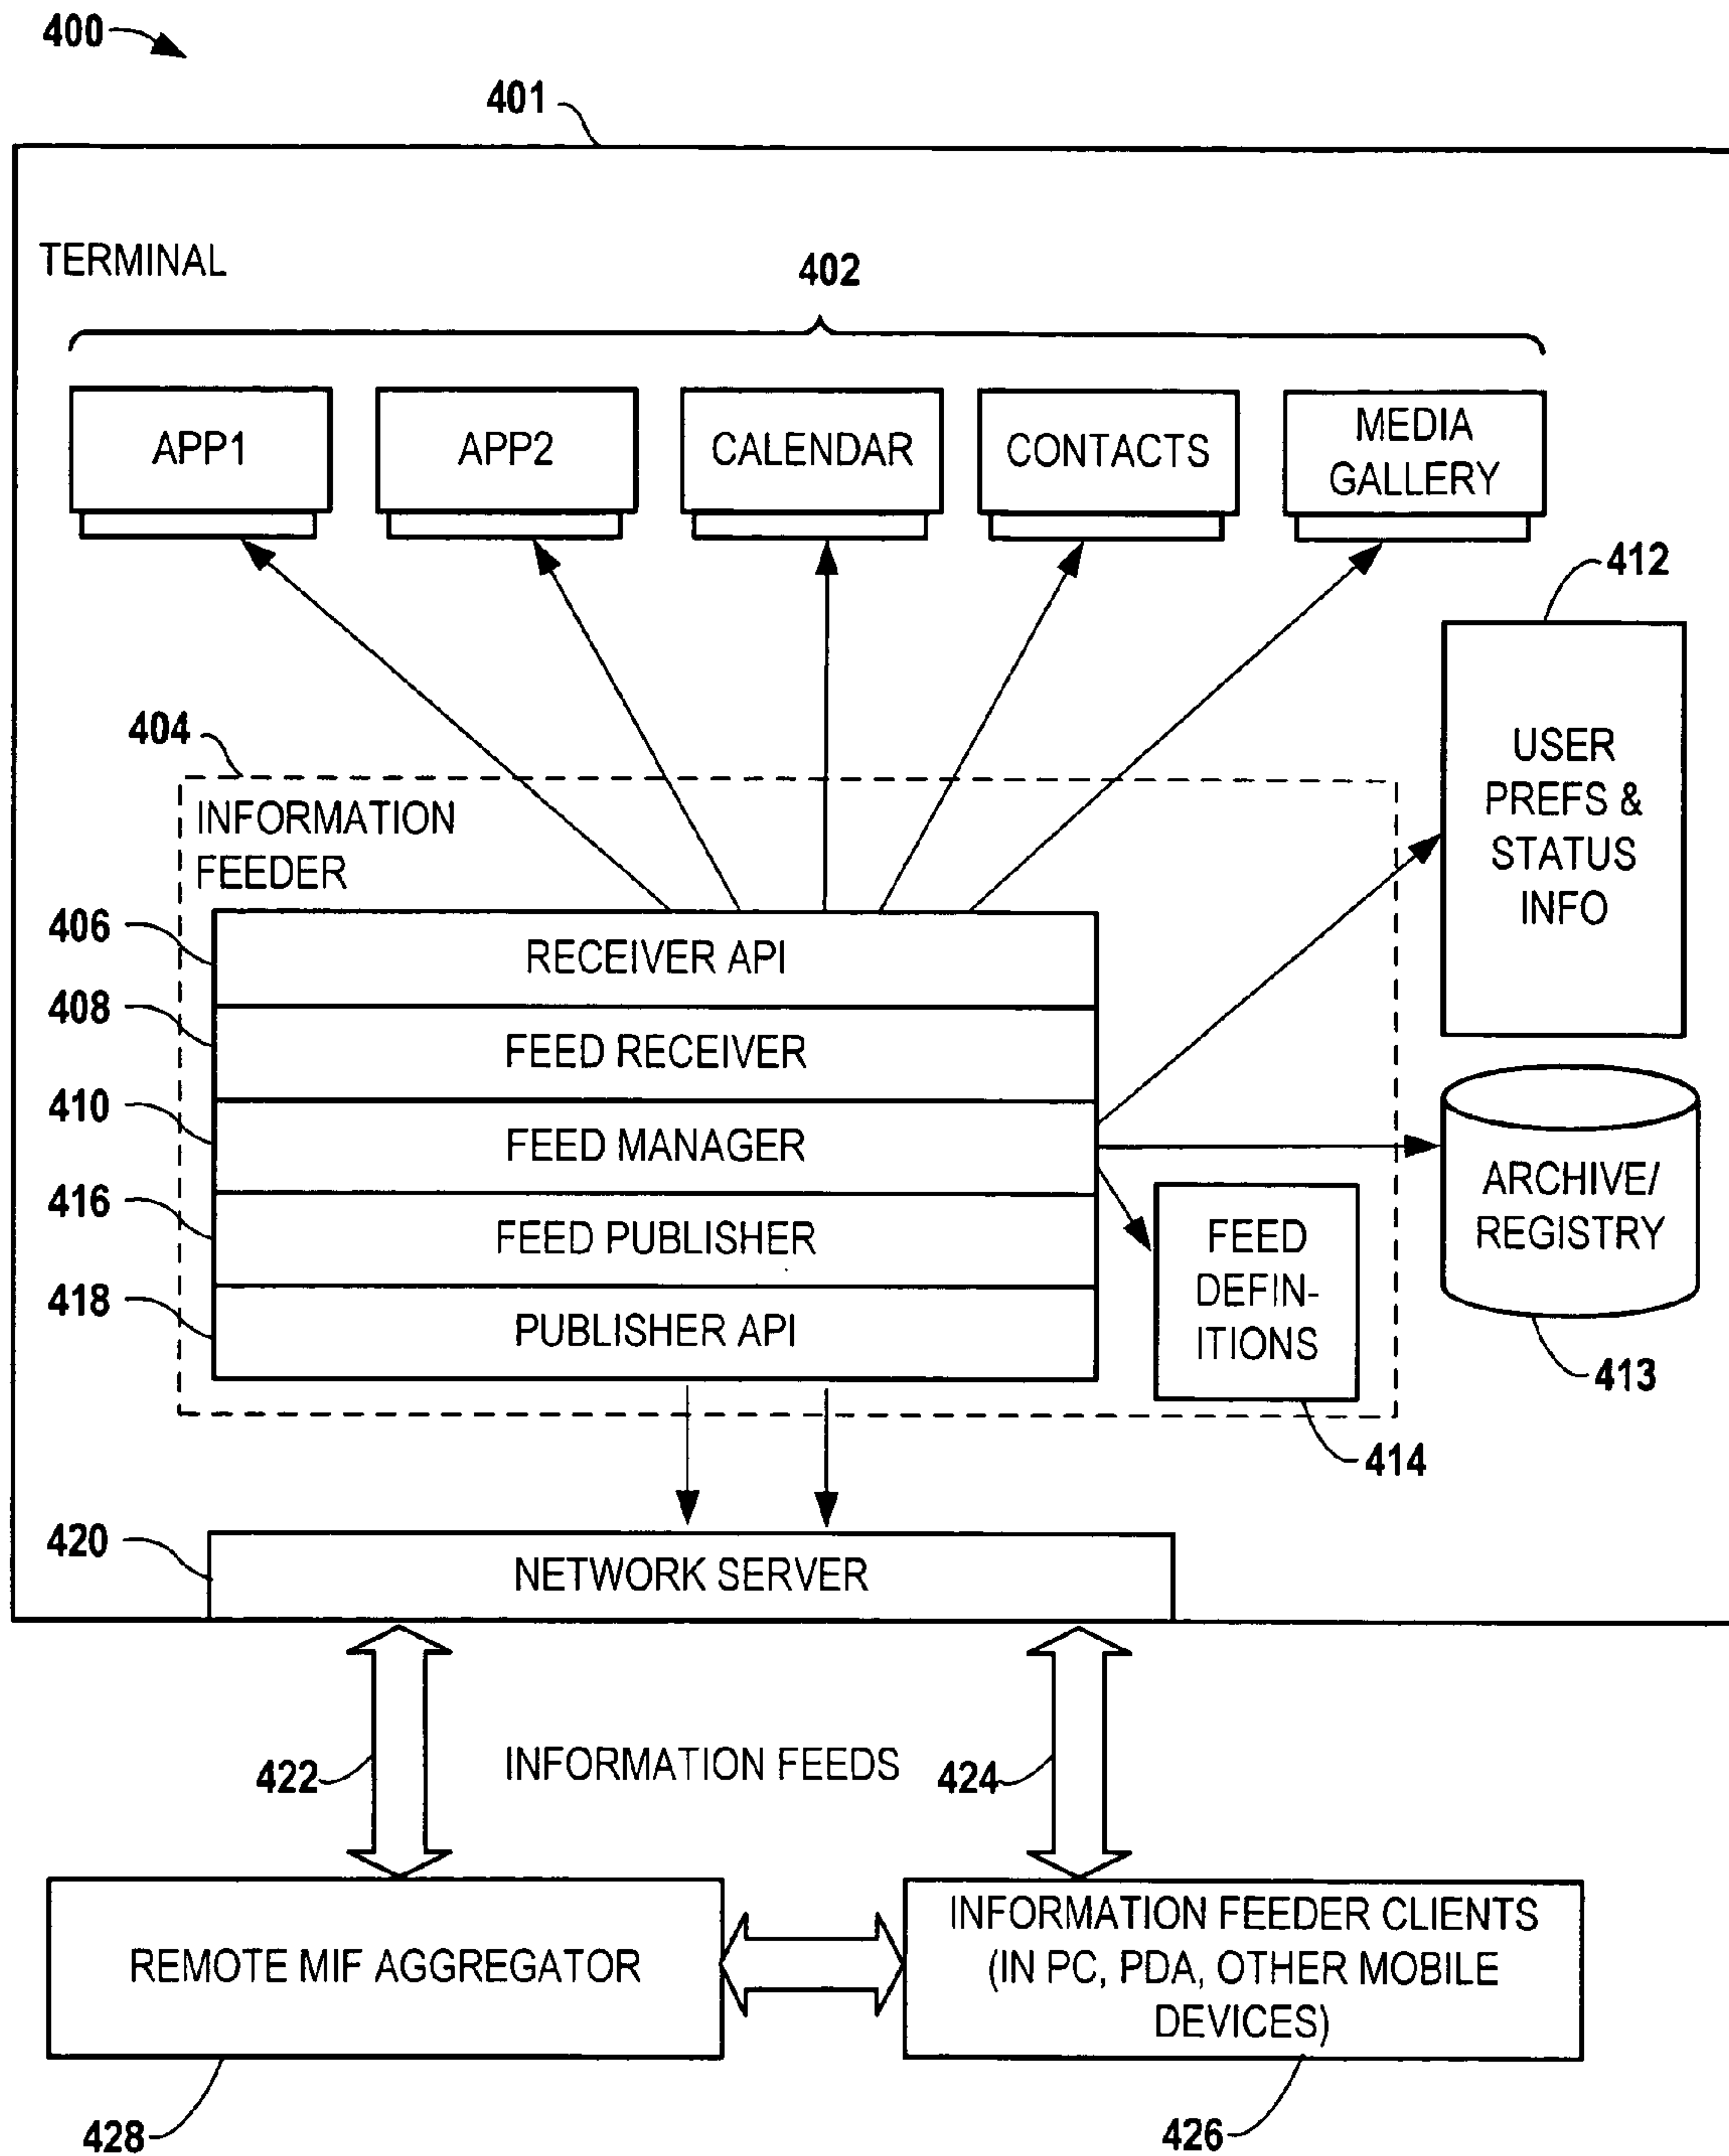 400
401
TERMINAL
402
APP1
APP2
CALENDAR
CONTACTS
MEDIA
GALLERY
412
USER
PREFS &
STATUS
INFO
404
INFORMATION
FEEDER
406
RECEIVER API
408
FEED RECEIVER
410
FEED MANAGER
416
FEED PUBLISHER
418
PUBLISHER API
FEED
DEFIN-
ITIONS
414
ARCHIVE/
REGISTRY
413
420
NETWORK SERVER
422
INFORMATION FEEDS
424
REMOTE MIF AGGREGATOR
INFORMATION FEEDER CLIENTS
(IN PC, PDA, OTHER MOBILE
DEVICES)
428
426